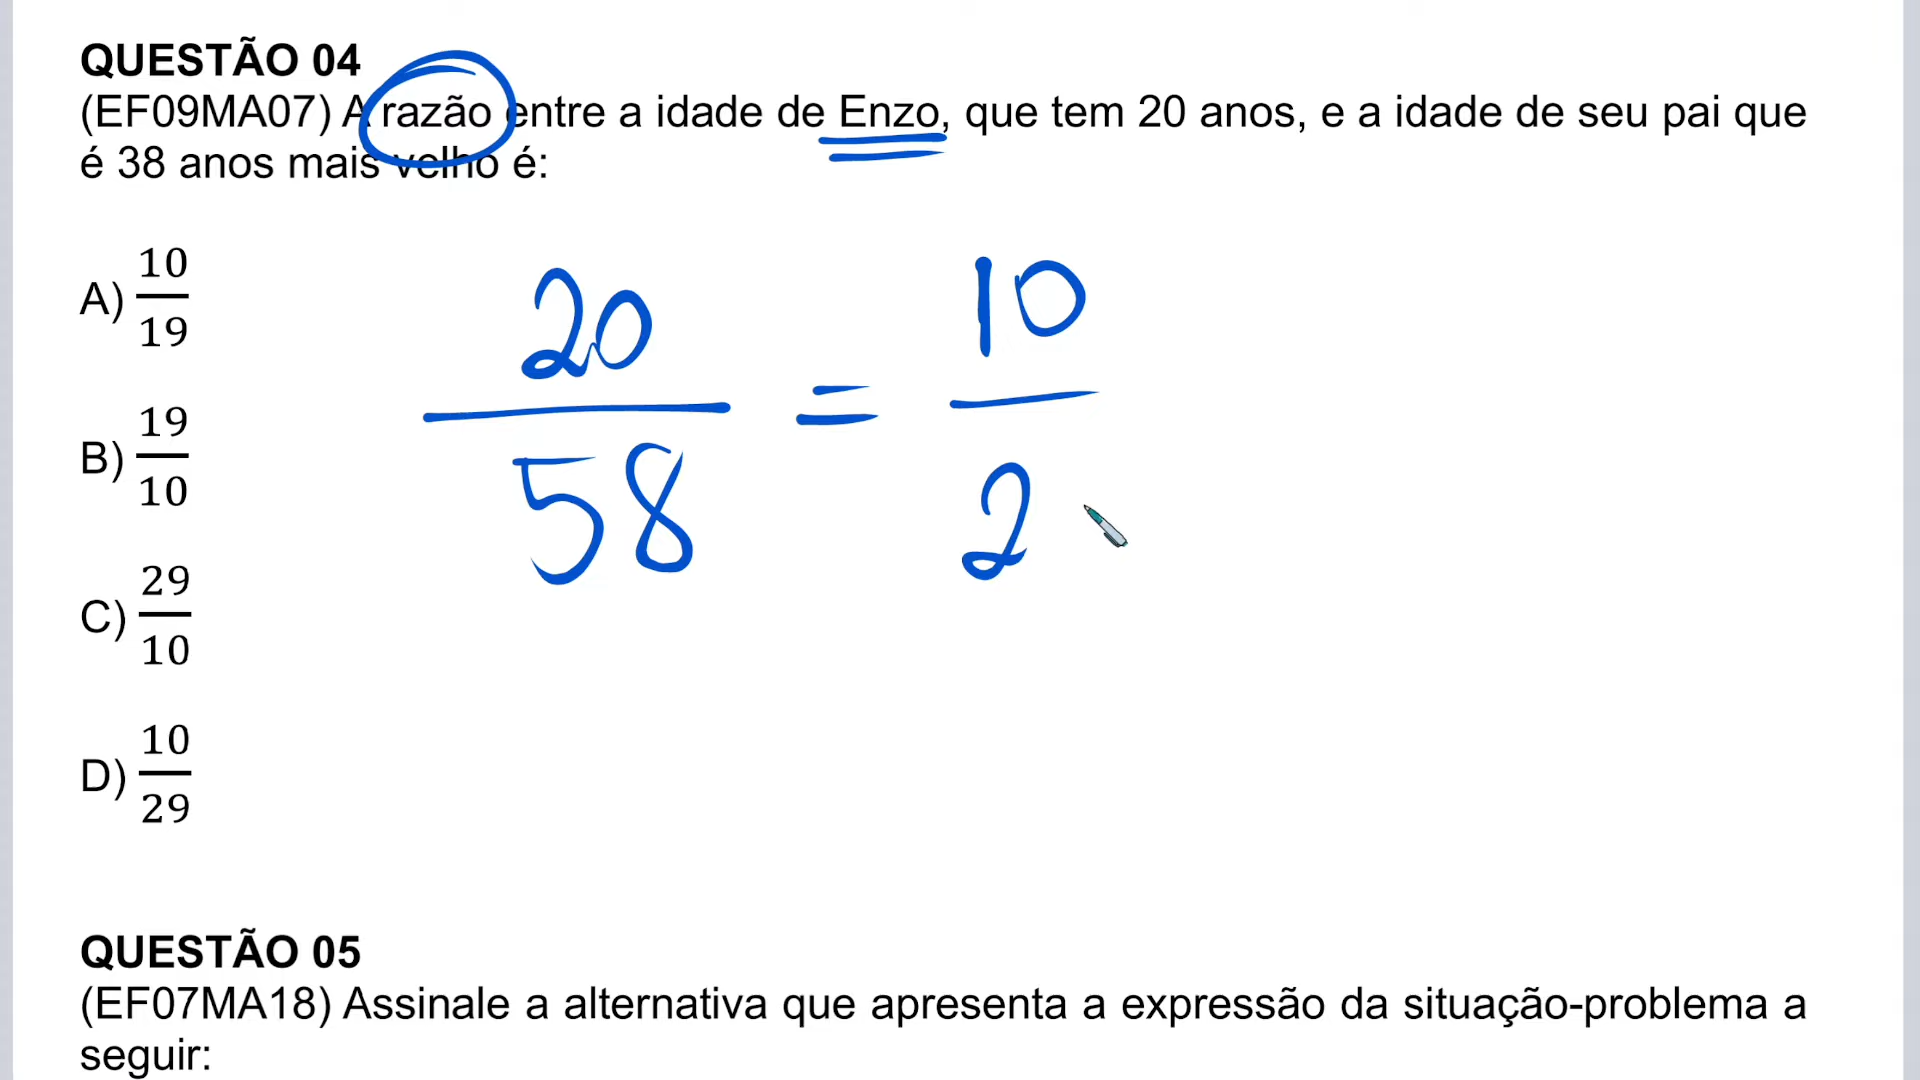 QUESTÃO 04
(EF09MA07) A razão entre a idade de Enzo, que tem 20 anos, e a idade de seu pai que
é 38 anos mais velho é:
A) 10/19
B) 19/10
C) 29/10
D) 10/29
20/58 = 10/2
QUESTÃO 05
(EF07MA18) Assinale a alternativa que apresenta a expressão da situação-problema a
seguir: